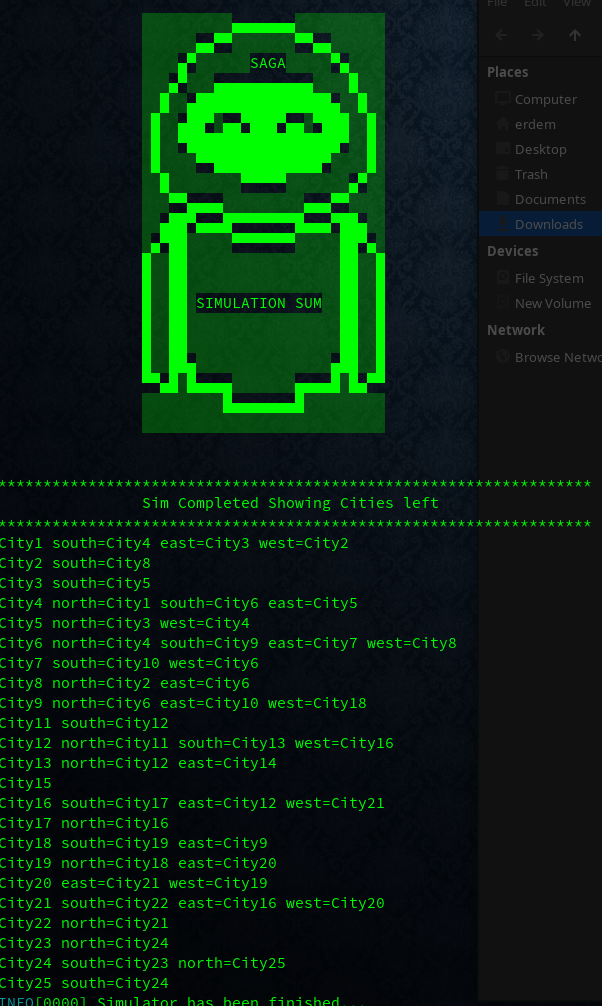 File Edit View
SAGA
Places
Computer
erdem
Desktop
Trash
Documents
Downloads
Devices
File System
New Volume
Network
Browse Netwo
SIMULATION SUM
******************************************************************
Sim Completed Showing Cities left
******************************************************************
City1 south=City4 east=City3 west=City2
City2 south=City8
City3 south=City5
City4 north=City1 south=City6 east=City5
City5 north=City3 west=City4
City6 north=City4 south=City9 east=City7 west=City8
City7 south=City10 west=City6
City8 north=City2 east=City6
City9 north=City6 east=City10 west=City18
City11 south=City12
City12 north=City11 south=City13 west=City16
City13 north=City12 east=City14
City15
City16 south=City17 east=City12 west=City21
City17 north=City16
City18 south=City19 east=City9
City19 north=City18 east=City20
City20 east=City21 west=City19
City21 south=City22 east=City16 west=City20
City22 north=City21
City23 north=City24
City24 south=City23 north=City25
City25 south=City24
INFO[0000] Simulator has been finished...